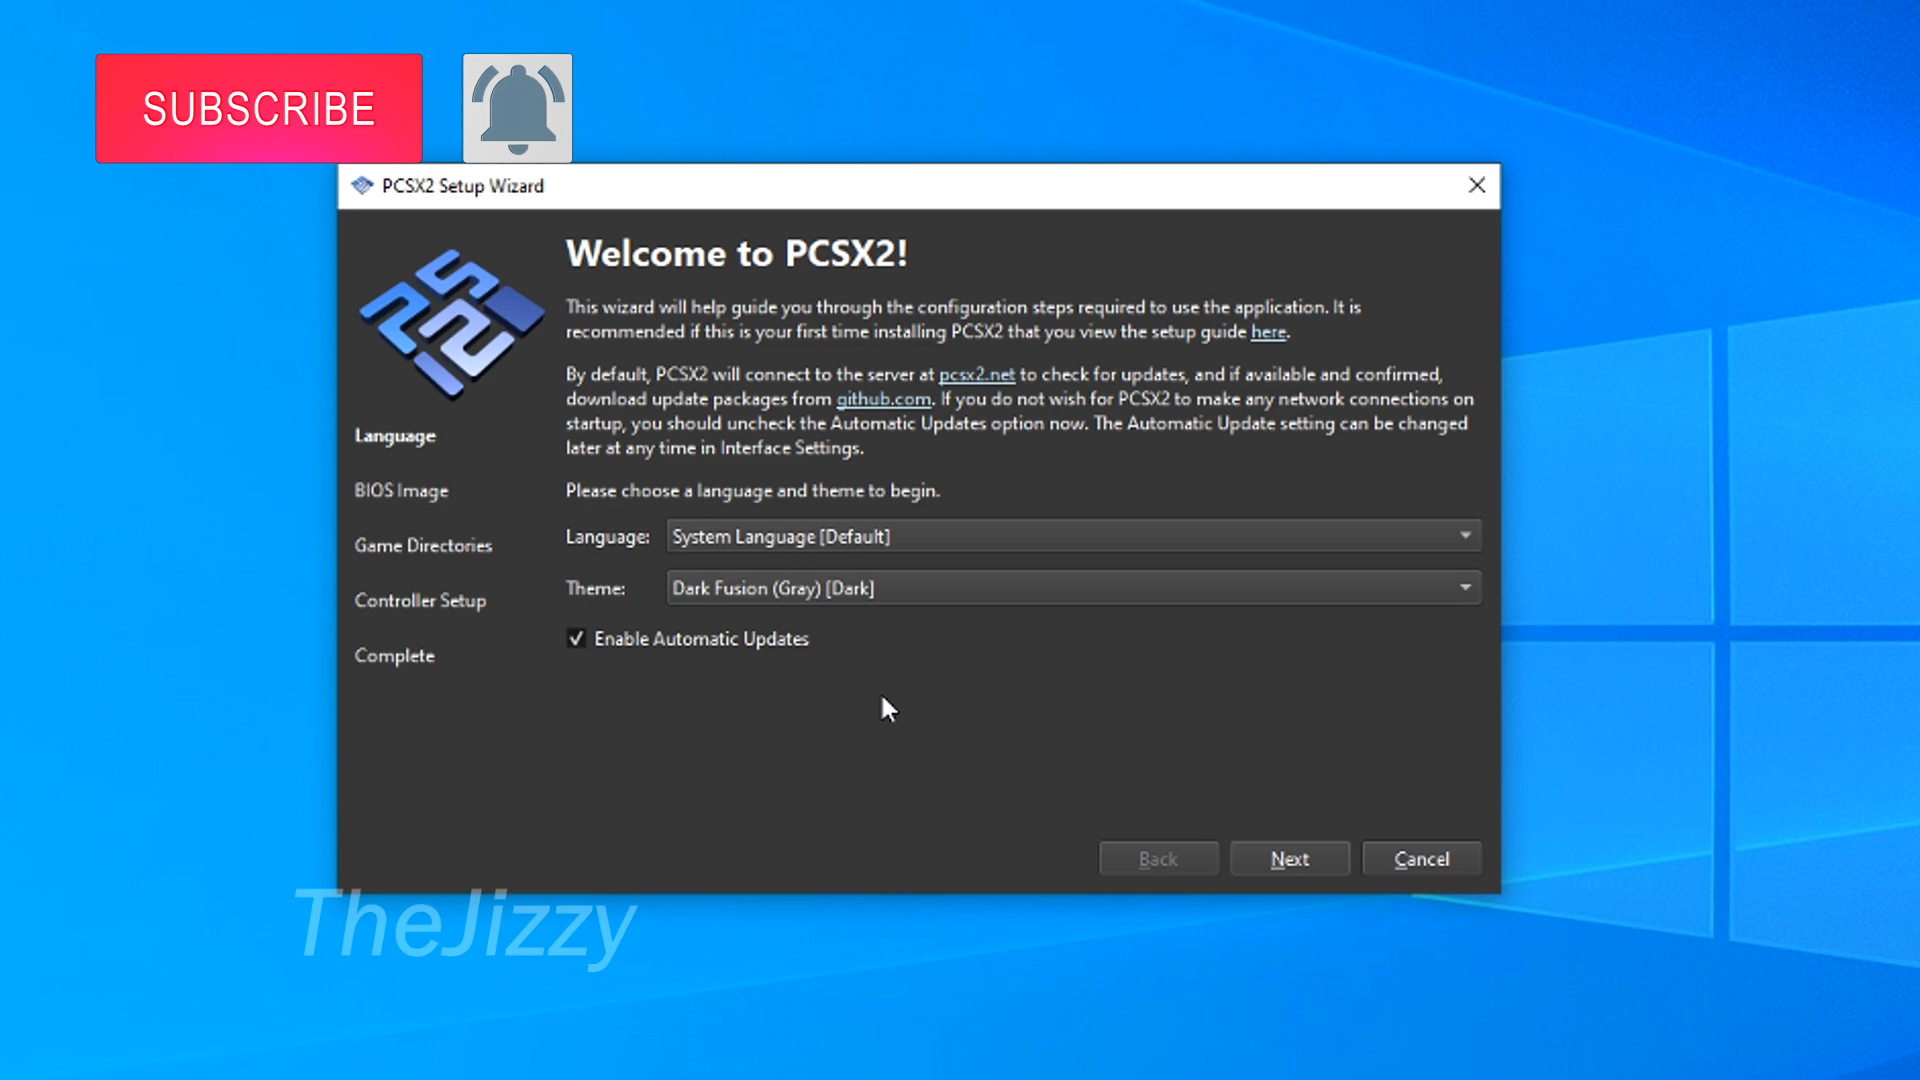 SUBSCRIBE
PCSX2 Setup Wizard
Welcome to PCSX2!
This wizard will help guide you through the configuration steps required to use the application. It is
recommended if this is your first time installing PCSX2 that you view the setup guide here.
By default, PCSX2 will connect to the server at pcsx2.net to check for updates, and if available and confirmed,
download update packages from github.com. If you do not wish for PCSX2 to make any network connections on
startup, you should uncheck the Automatic Updates option now. The Automatic Update setting can be changed
later at any time in Interface Settings.
Please choose a language and theme to begin.
Language
BIOS Image
Game Directories
Controller Setup
Complete
Language: System Language [Default]
Theme: Dark Fusion (Gray) [Dark]
Enable Automatic Updates
Back Next Cancel
TheJizzy